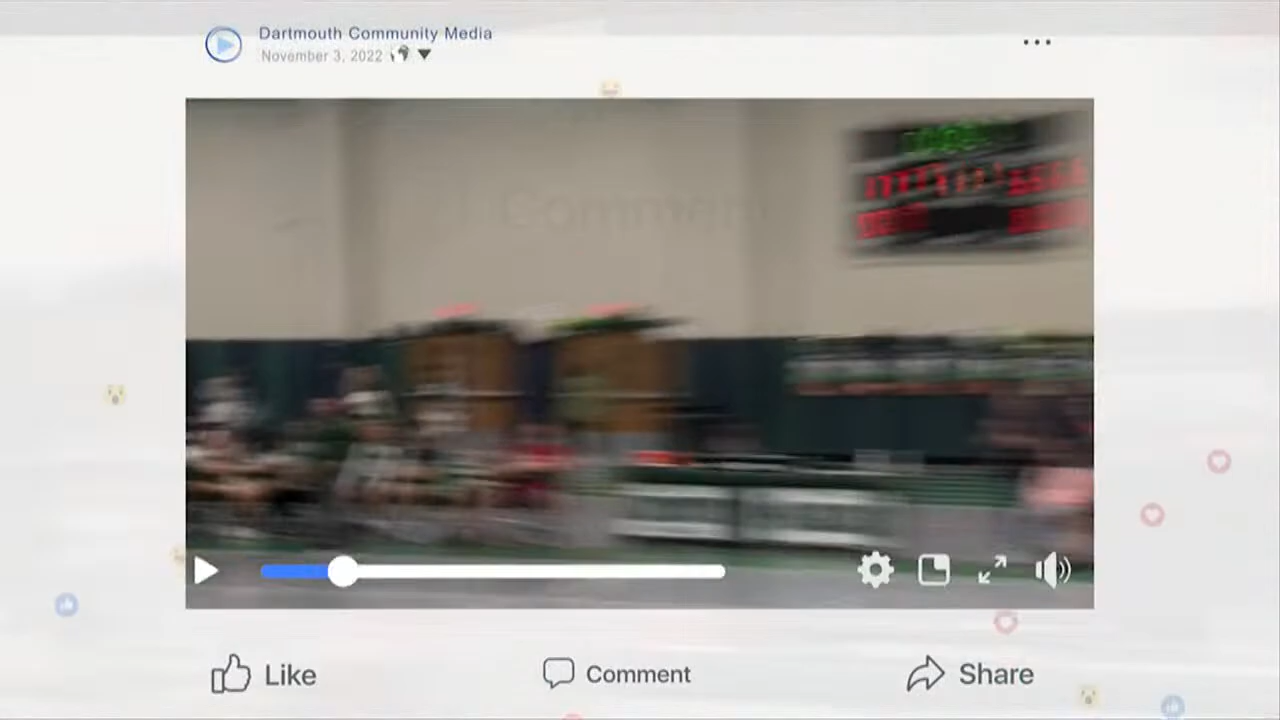 Dartmouth Community Media
November 3, 2022
Like
Comment
Share